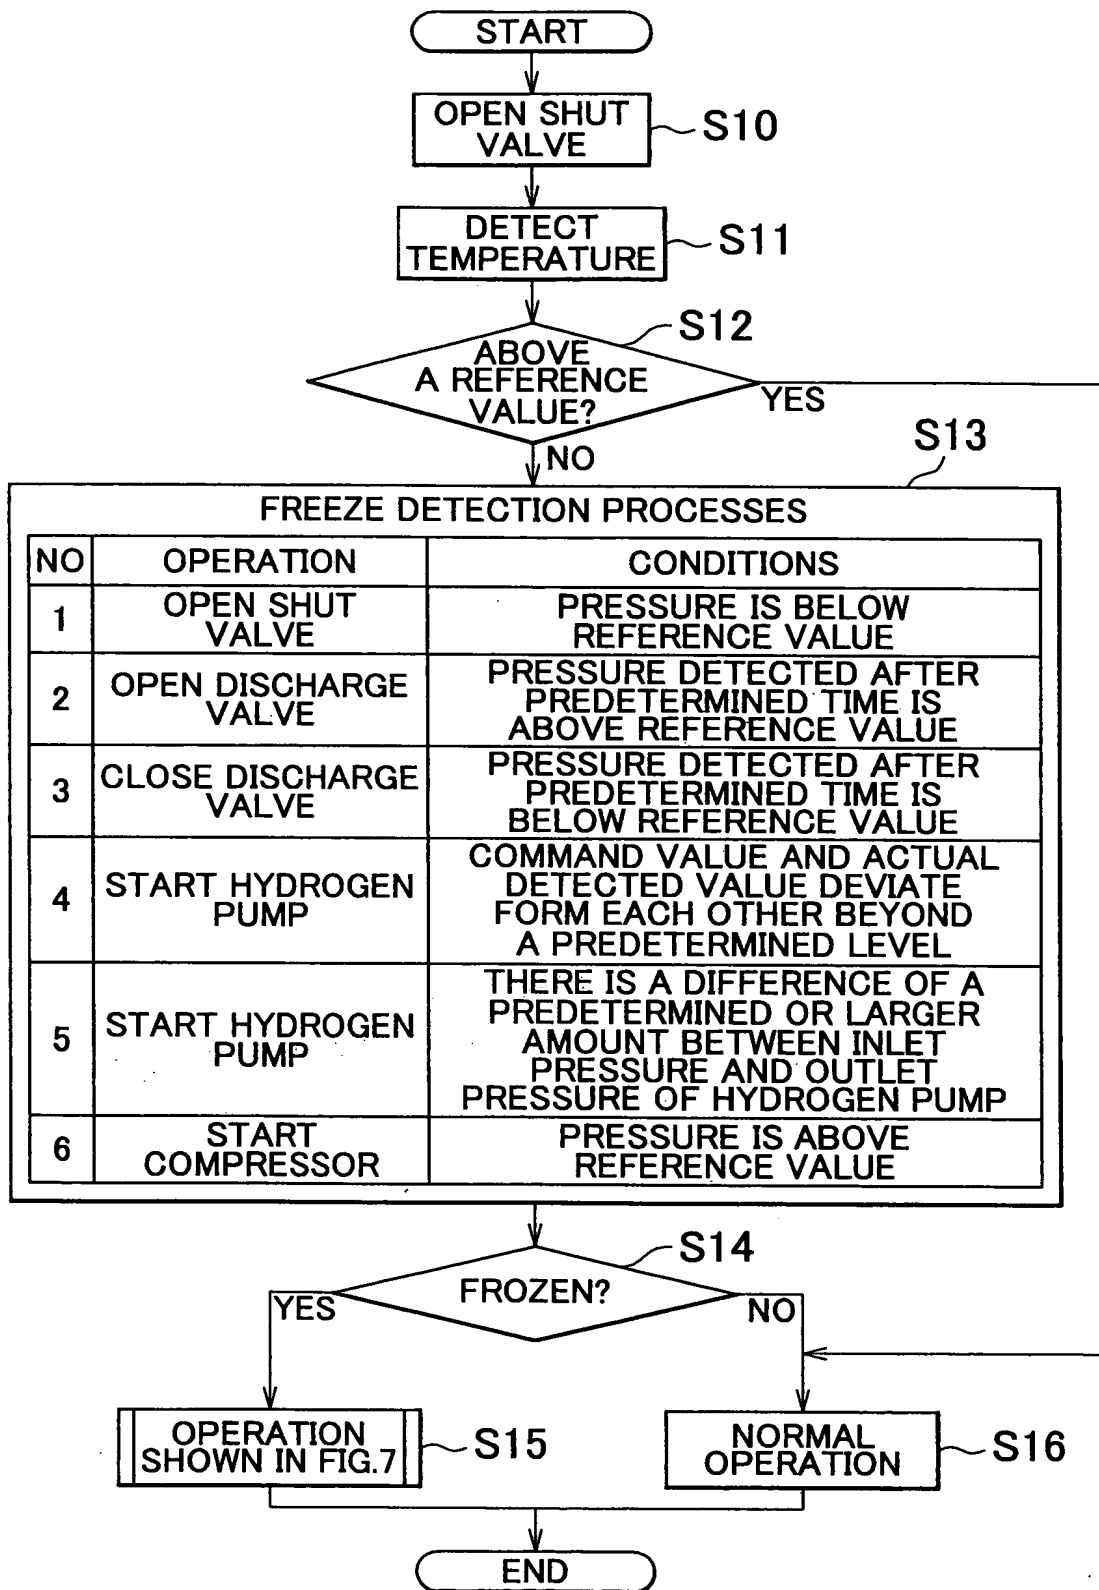 START
OPEN SHUT
VALVE
S10
DETECT
TEMPERATURE
S11
S12
ABOVE
A REFERENCE
VALUE?
YES
NO
S13
FREEZE DETECTION PROCESSES
NO OPERATION CONDITIONS
1
OPEN SHUT
VALVE
PRESSURE IS BELOW
REFERENCE VALUE
2
OPEN DISCHARGE
VALVE
PRESSURE DETECTED AFTER
PREDETERMINED TIME IS
ABOVE REFERENCE VALUE
3
CLOSE DISCHARGE
VALVE
PRESSURE DETECTED AFTER
PREDETERMINED TIME IS
BELOW REFERENCE VALUE
4
START HYDROGEN
PUMP
COMMAND VALUE AND ACTUAL
DETECTED VALUE DEVIATE
FORM EACH OTHER BEYOND
A PREDETERMINED LEVEL
5
START HYDROGEN
PUMP
THERE IS A DIFFERENCE OF A
PREDETERMINED OR LARGER
AMOUNT BETWEEN INLET
PRESSURE AND OUTLET
PRESSURE OF HYDROGEN PUMP
6
START
COMPRESSOR
PRESSURE IS ABOVE
REFERENCE VALUE
S14
FROZEN?
YES
NO
OPERATION
SHOWN IN FIG.7
S15
NORMAL
OPERATION
S16
END